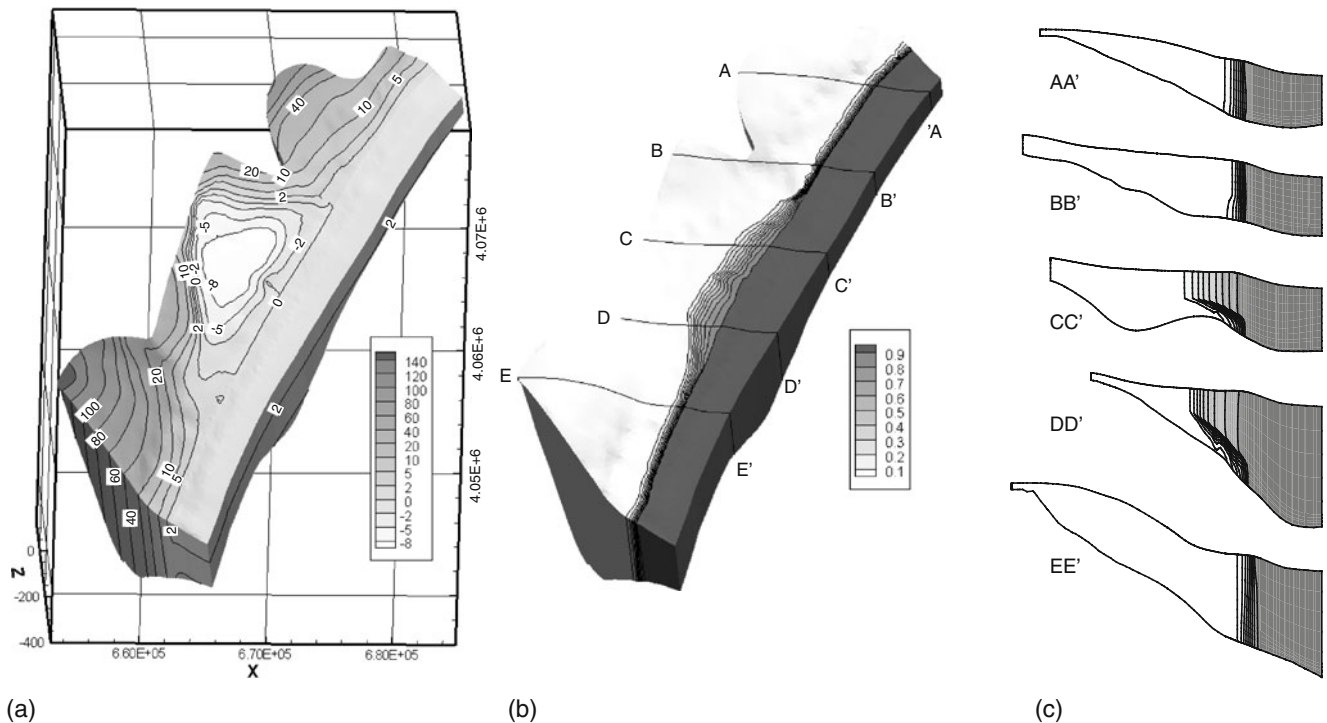 40
5
10
20
10
2
-5
-2
10
-2
0
-8
2
2
-5
0
2
20
100
80
60
40
10
5
2
2
4.07E+6
4.06E+6
4.05E+6
140
120
100
80
60
40
20
10
5
2
0
-2
-5
-8
0
-200
-400
Z
6.60E+05
6.70E+05
6.80E+05
X
(a)
A
'A
B
B'
C
C'
D
D'
E
E'
0.9
0.8
0.7
0.6
0.5
0.4
0.3
0.2
0.1
(b)
AA'
BB'
CC'
DD'
EE'
(c)